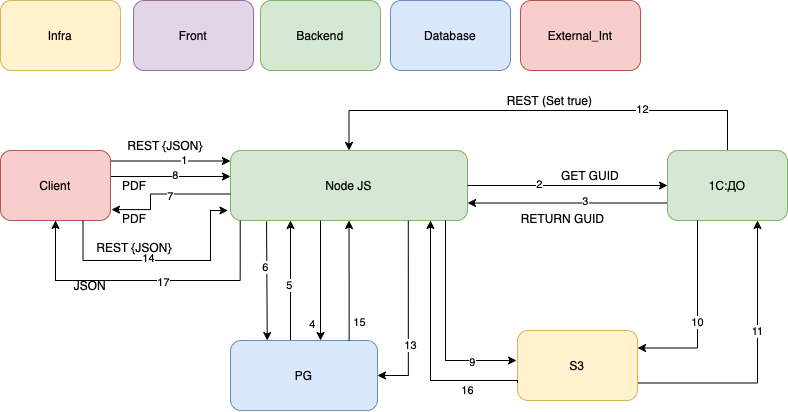 Infra
Front
Backend
Database
External_Int
REST (Set true)
12
REST {JSON}
1
8
PDF
7
PDF
Client
Node JS
GET GUID
2
3
RETURN GUID
1С:ДО
REST {JSON}
14
17
JSON
6
5
4
15
13
9
16
10
11
PG
S3